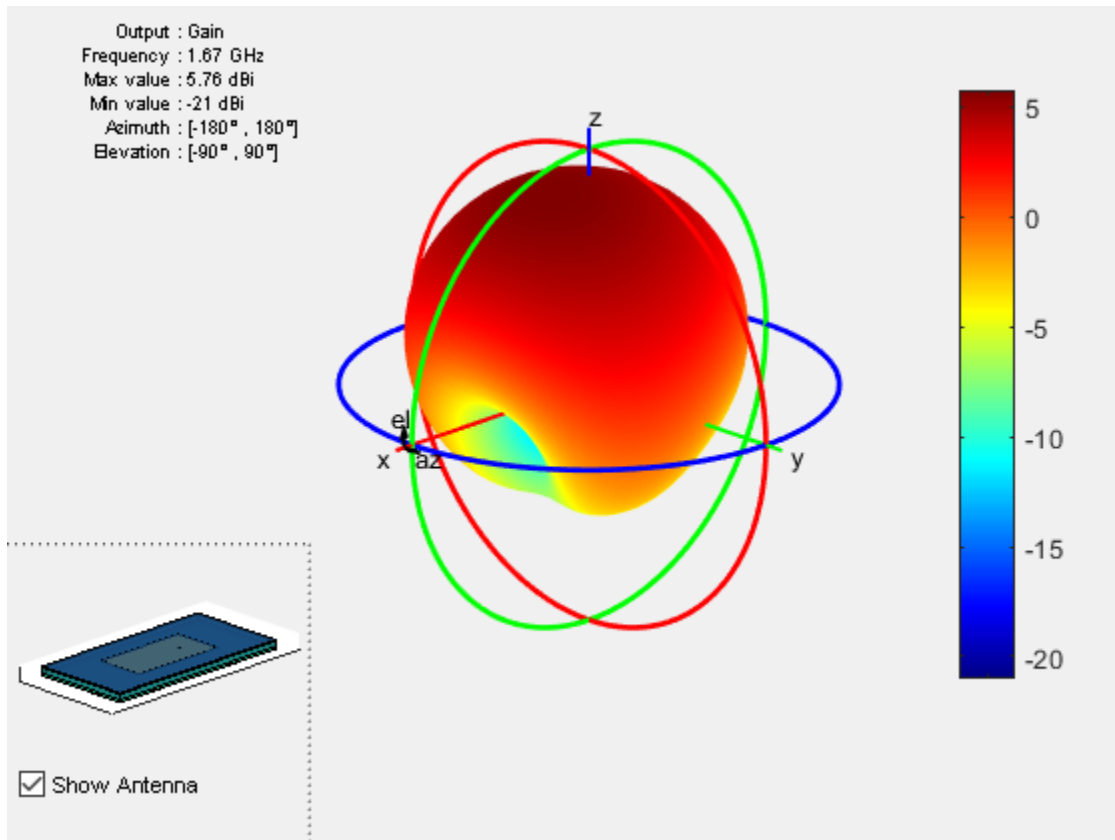 Output : Gain
Frequency : 1.67 GHz
Max value : 5.76 dBi
Min value : -21 dBi
Azimuth : [-180° , 180°]
Elevation : [-90° , 90°]
z
5
0
-5
-10
-15
-20
el
x
az
y
Show Antenna